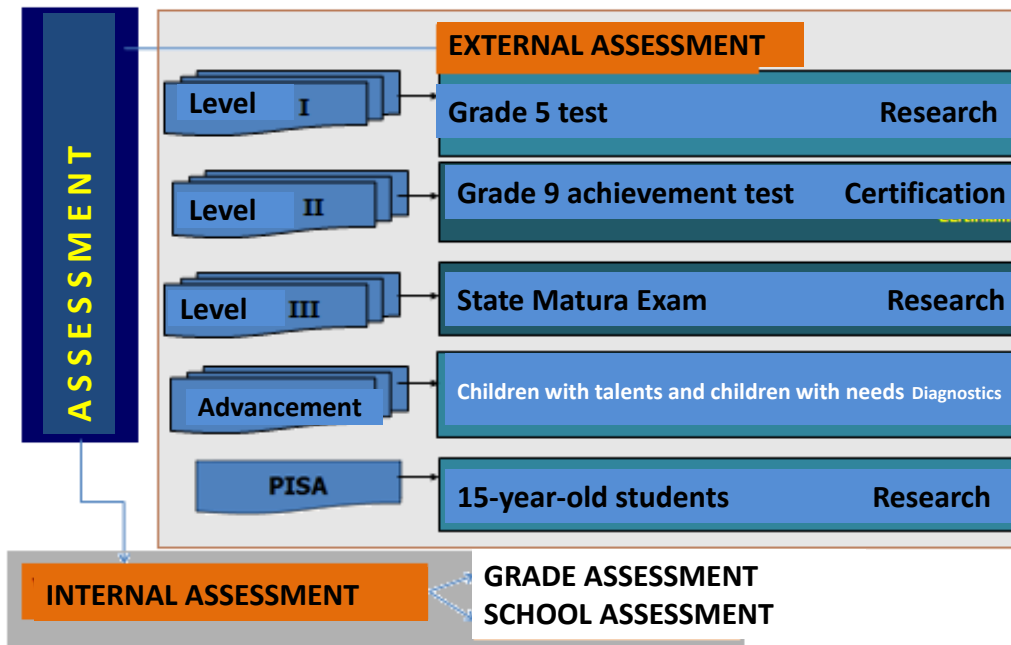 ASSESSMENT
EXTERNAL ASSESSMENT
Level I
Grade 5 test Research
Level II
Grade 9 achievement test Certification
Level III
State Matura Exam Research
Advancement
Children with talents and children with needs Diagnostics
PISA
15-year-old students Research
INTERNAL ASSESSMENT
GRADE ASSESSMENT
SCHOOL ASSESSMENT